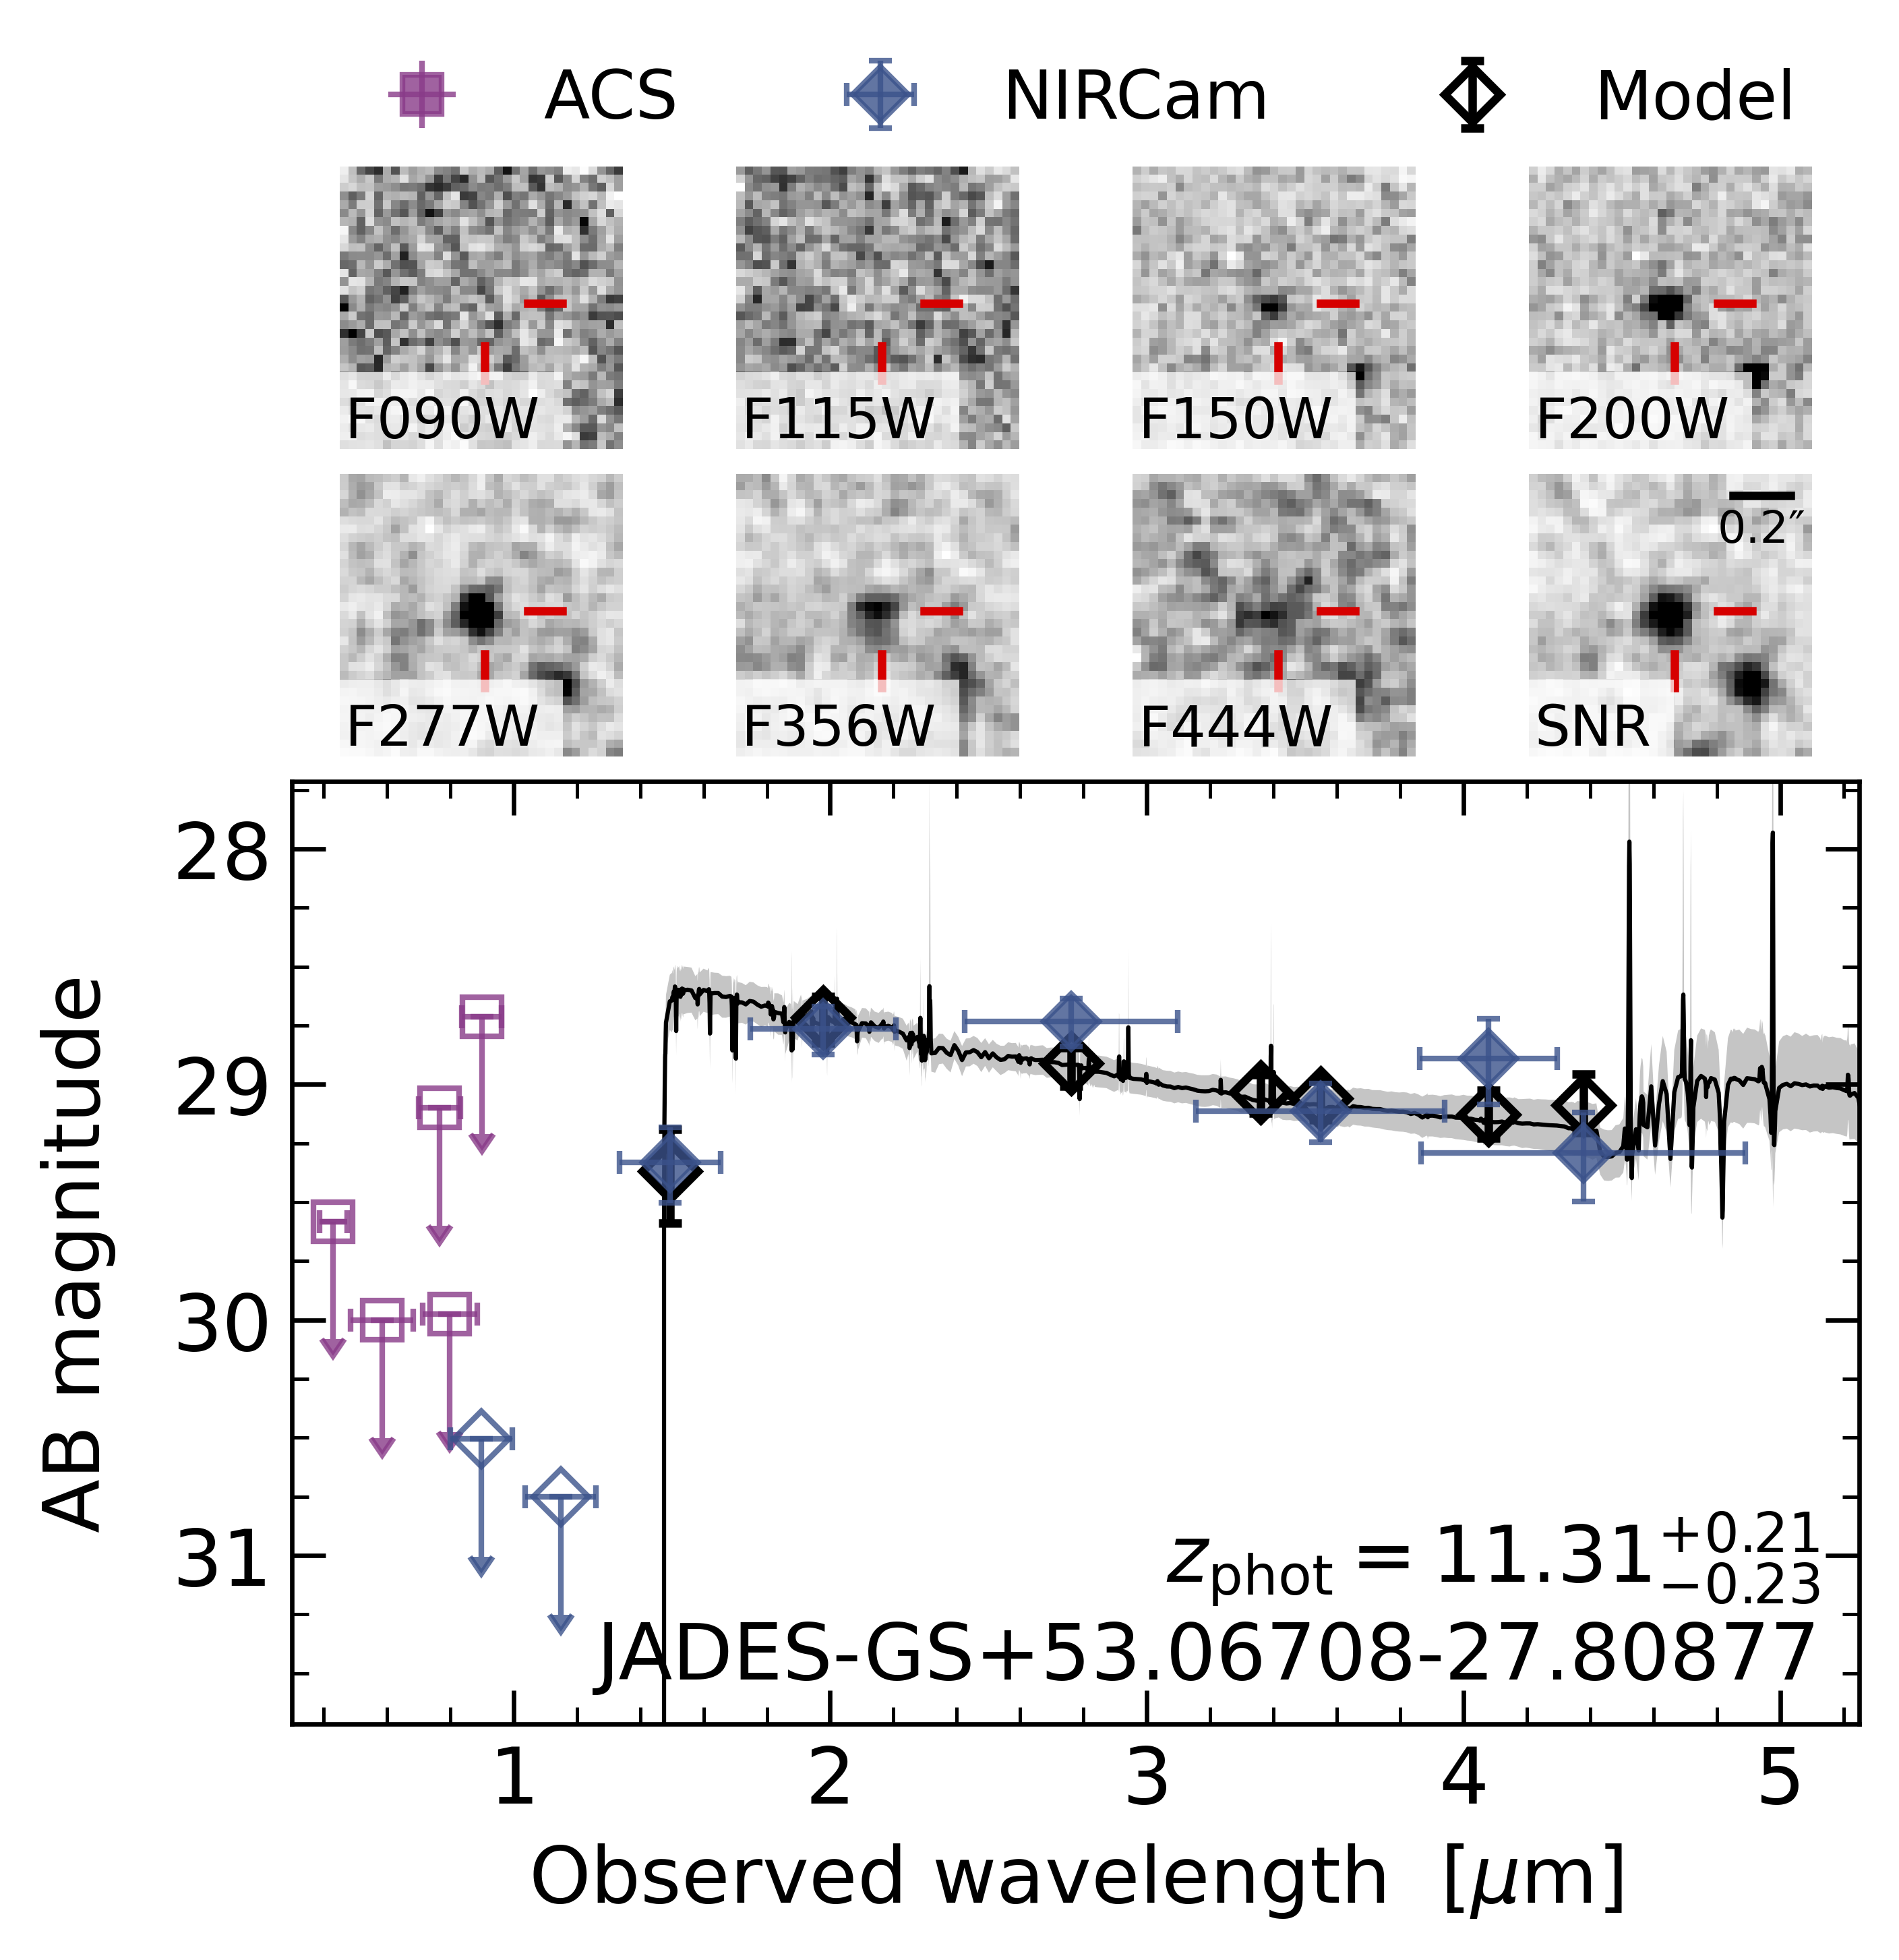 ACS NIRCam Model
F090W F115W F150W F200W
0.2″
F277W F356W F444W SNR
28
29
30
31
AB magnitude
z_phot = 11.31 +0.21 −0.23
JADES-GS+53.06708-27.80877
1 2 3 4 5
Observed wavelength [μm]